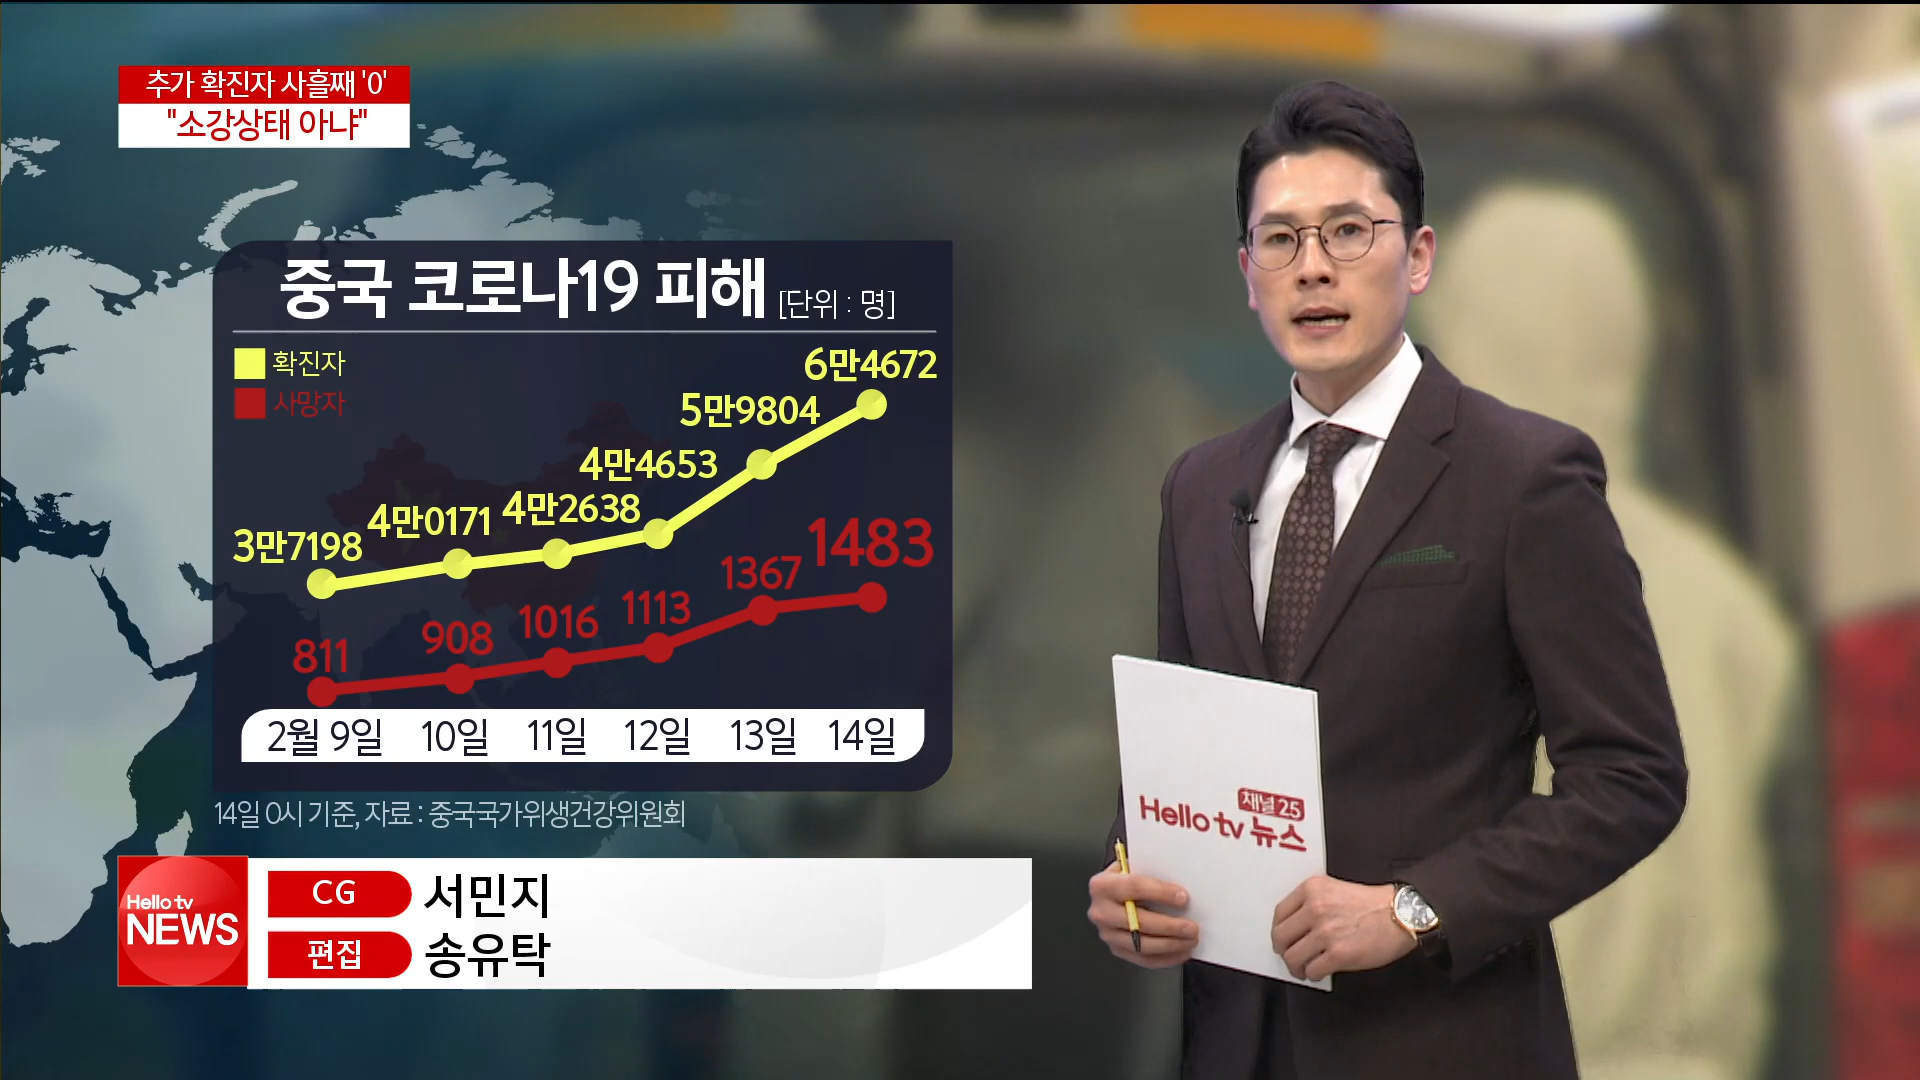 추가 확진자 사흘째 '0'
"소강상태 아냐"
중국 코로나19 피해 [단위 : 명]
확진자
사망자
3만7198
4만0171
4만2638
4만4653
5만9804
6만4672
811
908
1016
1113
1367
1483
2월 9일 10일 11일 12일 13일 14일
14일 0시 기준, 자료 : 중국국가위생건강위원회
Hello tv
NEWS
CG 서민지
편집 송유탁
채널 25
Hello tv 뉴스